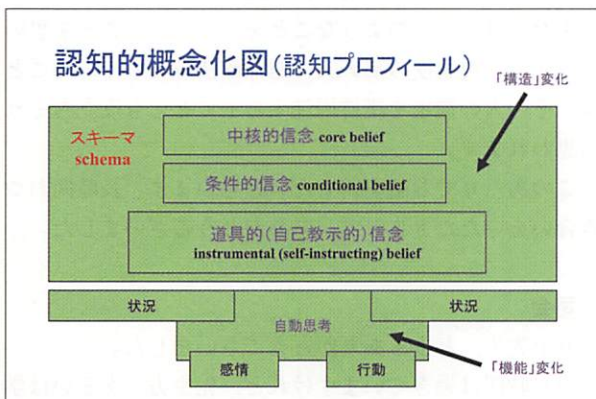 認知的概念化図(認知プロフィール)
「構造」変化
スキーマ
schema
中核的信念 core belief
条件的信念 conditional belief
道具的(自己教示的)信念
instrumental (self-instructing) belief
状況
状況
自動思考
感情
行動
「機能」変化